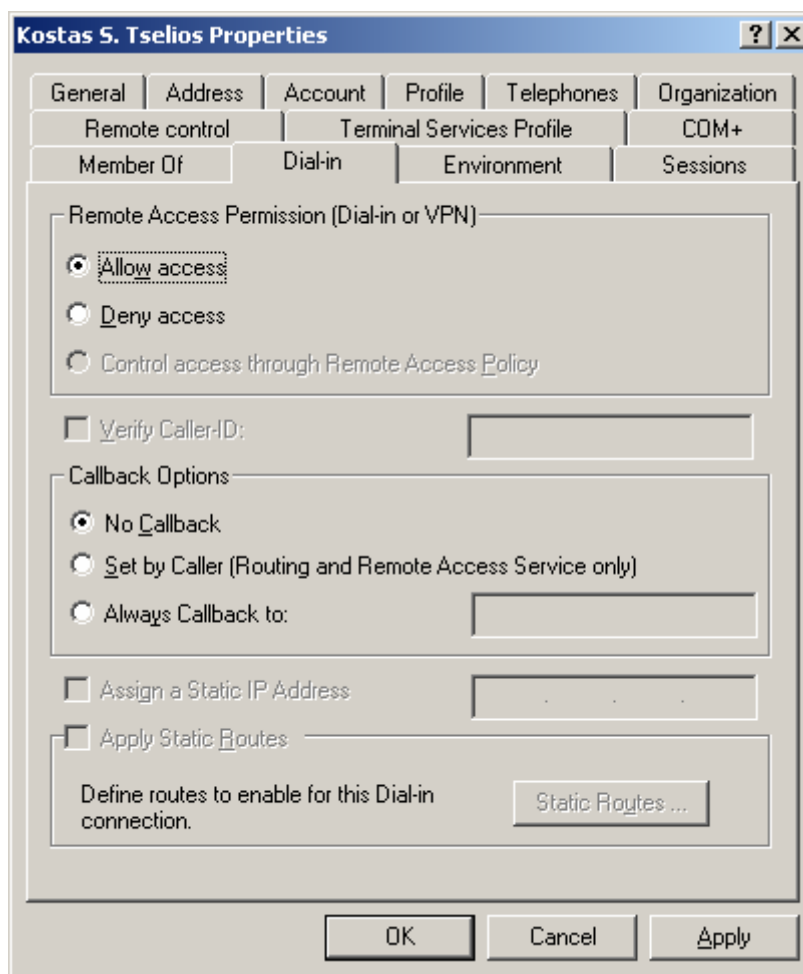 Kostas S. Tselios Properties
General Address Account Profile Telephones Organization
Remote control Terminal Services Profile COM+
Member Of Dial-in Environment Sessions
Remote Access Permission (Dial-in or VPN)
Allow access
Deny access
Control access through Remote Access Policy
Verify Caller-ID:
Callback Options
No Callback
Set by Caller (Routing and Remote Access Service only)
Always Callback to:
Assign a Static IP Address
Apply Static Routes
Define routes to enable for this Dial-in
connection.
Static Routes ...
OK Cancel Apply